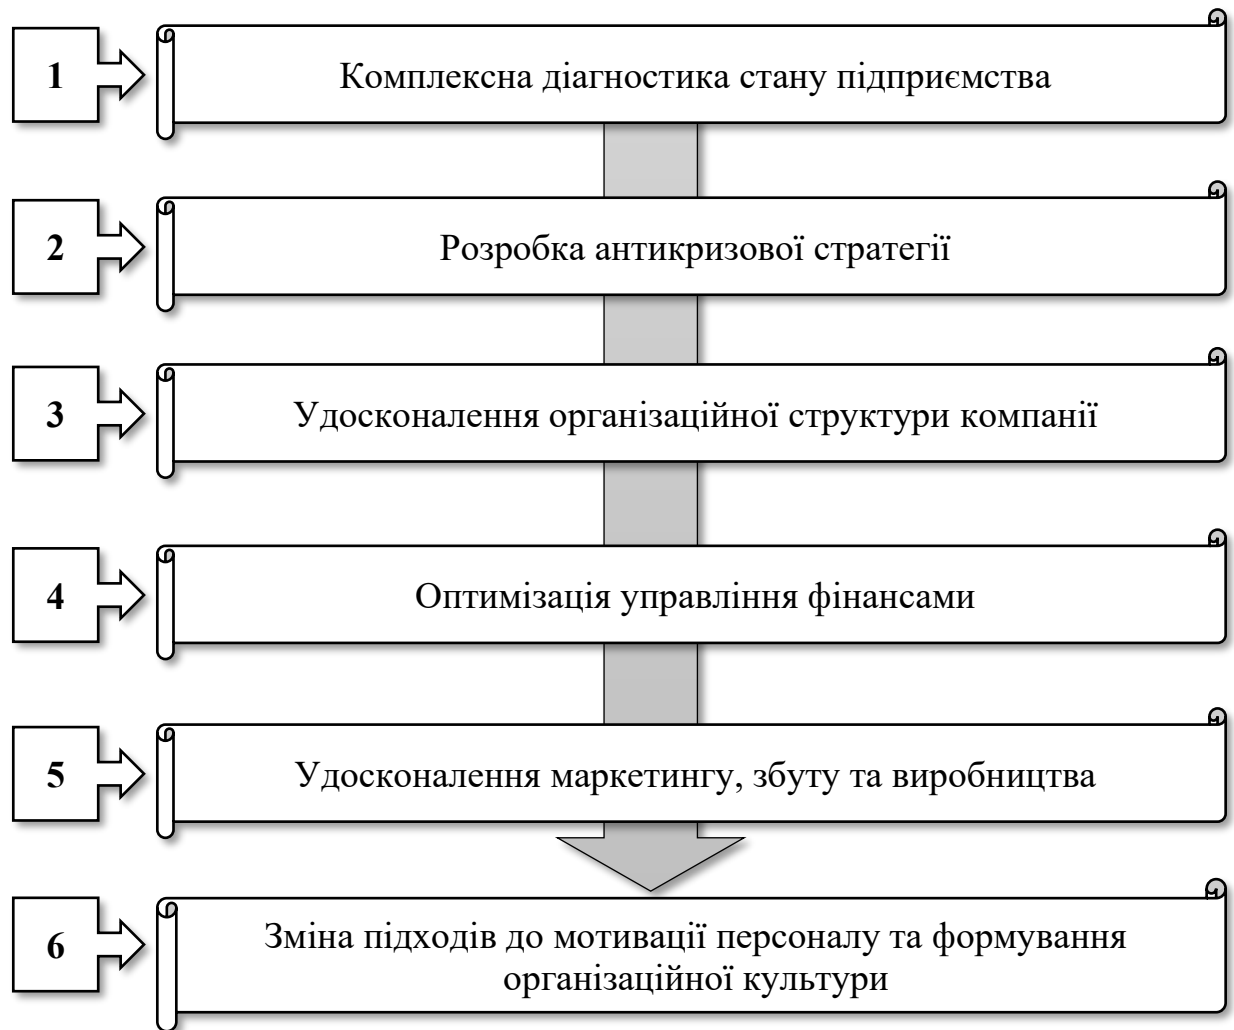 1
Комплексна діагностика стану підприємства
2
Розробка антикризової стратегії
3
Удосконалення організаційної структури компанії
4
Оптимізація управління фінансами
5
Удосконалення маркетингу, збуту та виробництва
6
Зміна підходів до мотивації персоналу та формування
організаційної культури